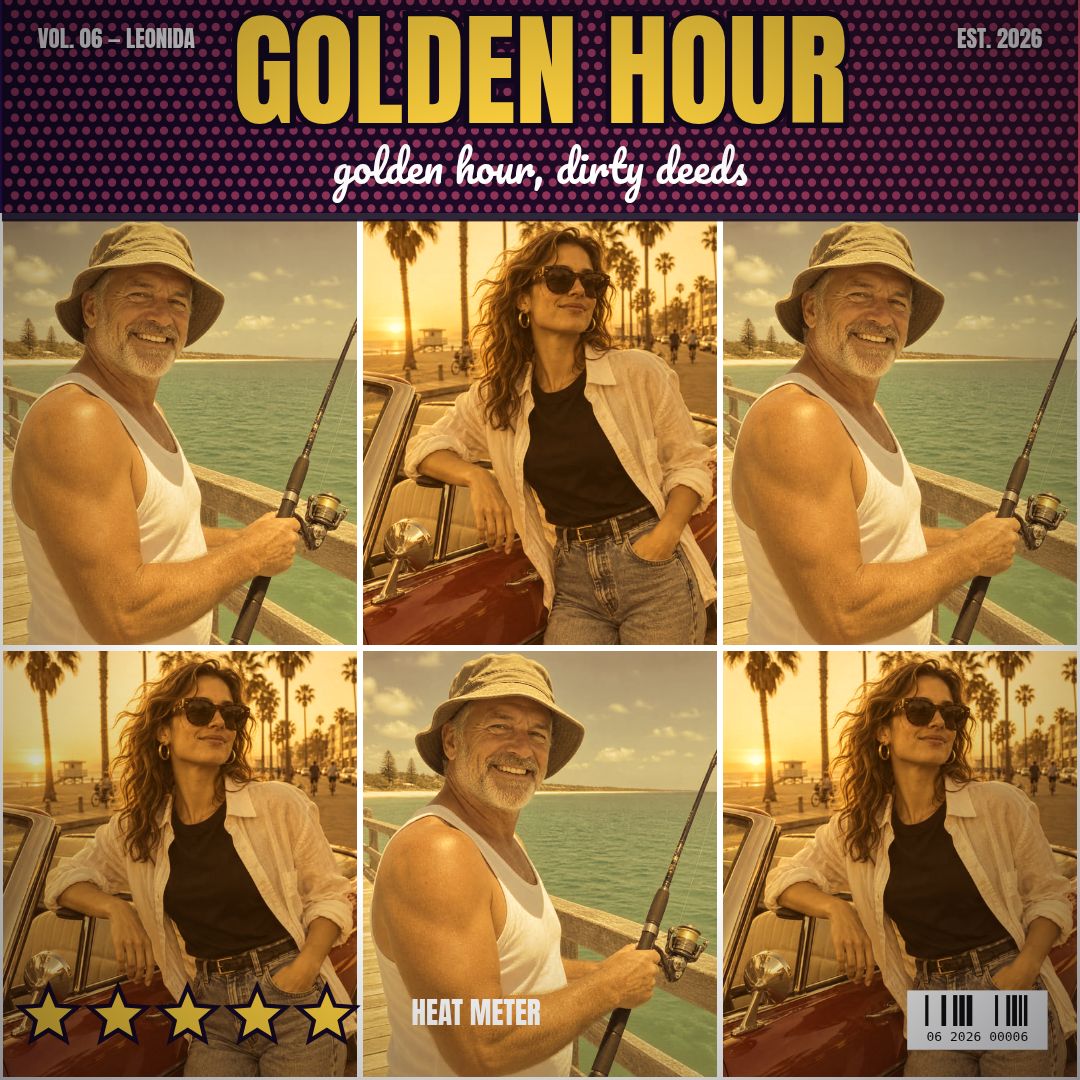 VOL. 06 – LEONIDA
GOLDEN HOUR
EST. 2026
golden hour, dirty deeds
HEAT METER
06 2026 00006